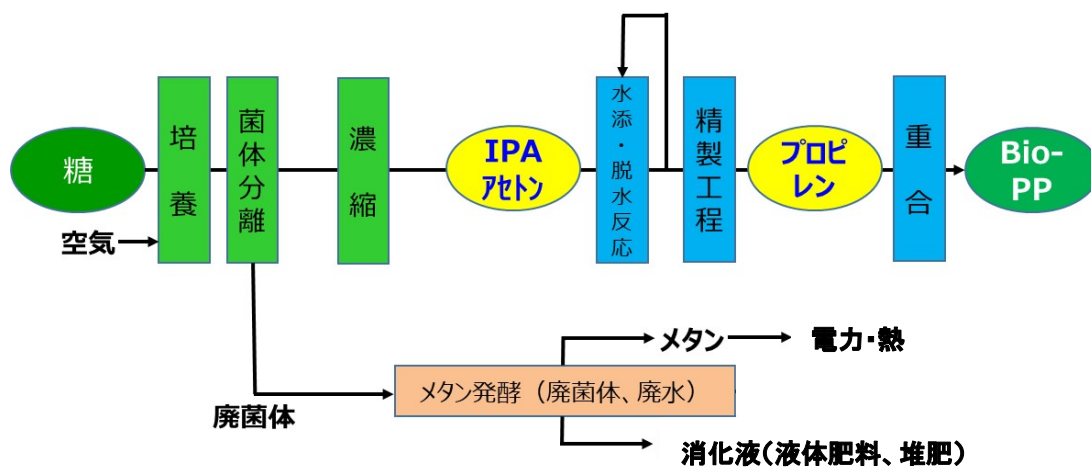 糖
空気
培養
菌体分離
濃縮
IPA
アセトン
水添・脱水反応
精製工程
プロピ
レン
重合
Bio-
PP
廃菌体
メタン発酵（廃菌体、廃水）
メタン
電力・熱
消化液(液体肥料、堆肥)